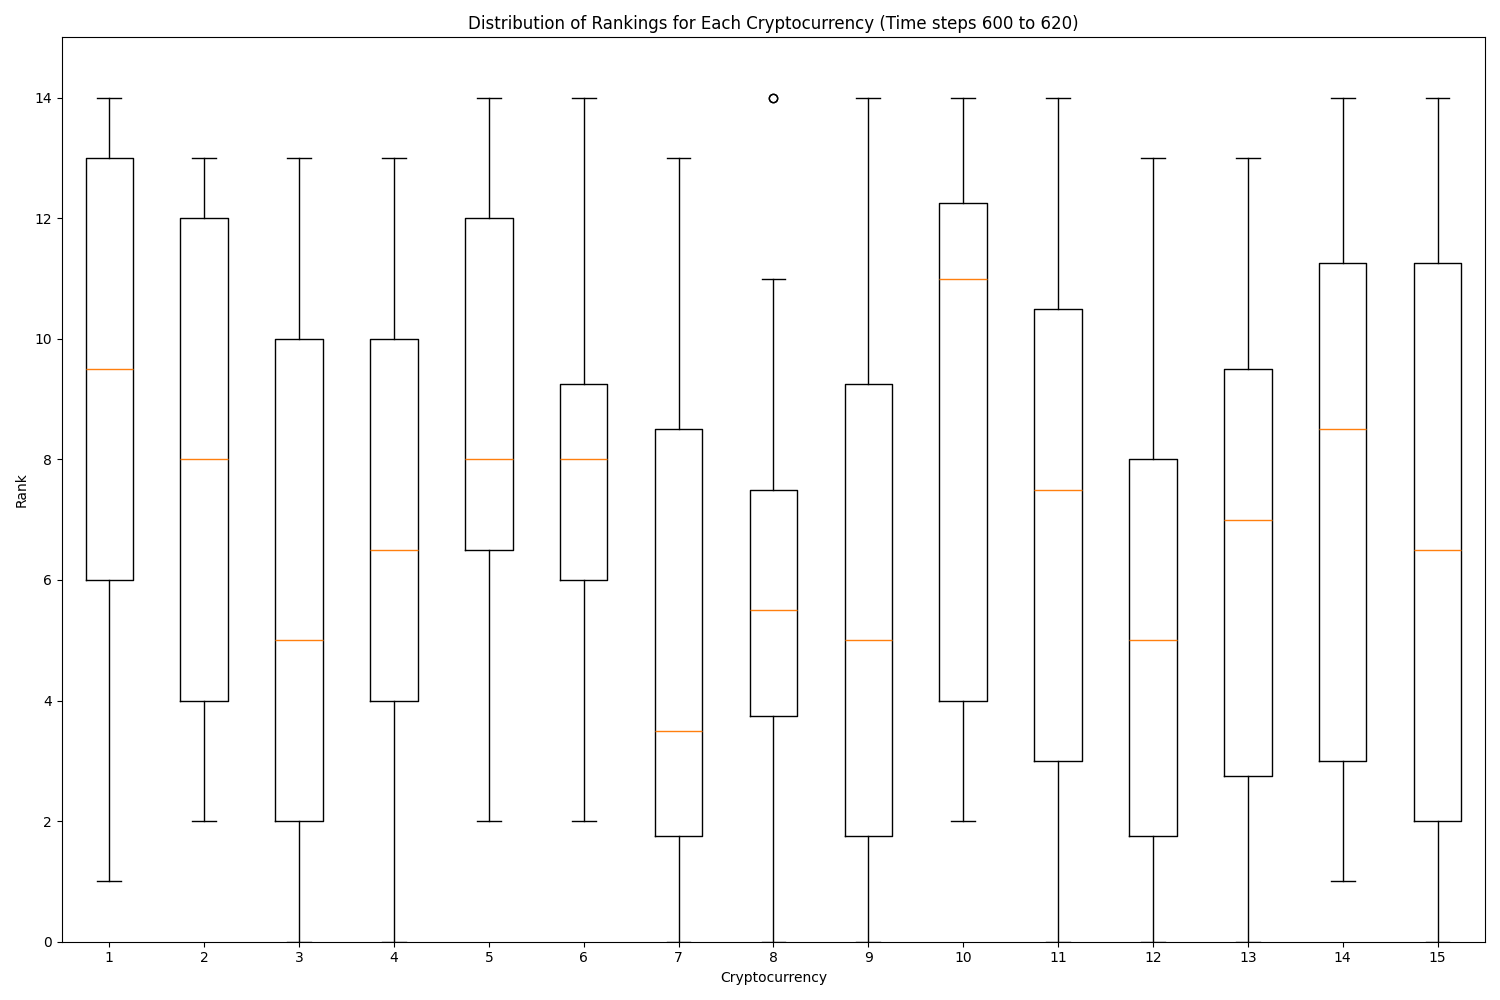 Distribution of Rankings for Each Cryptocurrency (Time steps 600 to 620)
14
12
10
8
6
4
2
0
Rank
1 2 3 4 5 6 7 8 9 10 11 12 13 14 15
Cryptocurrency